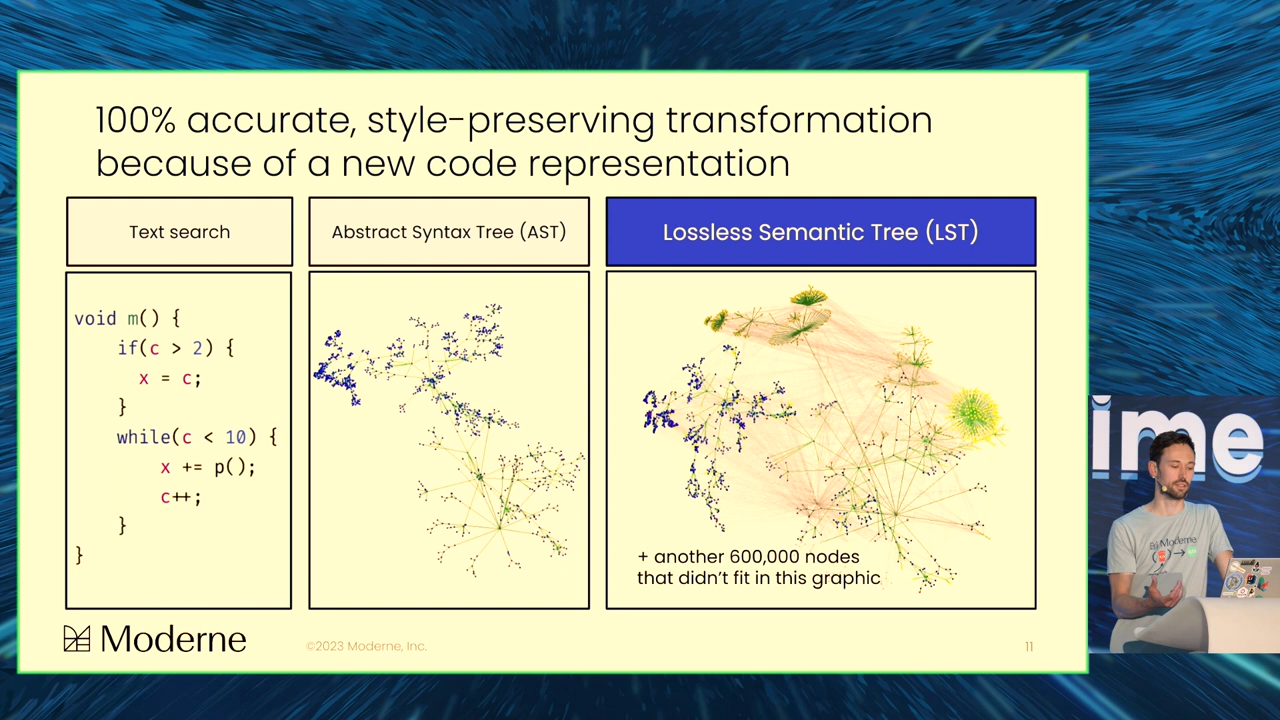 100% accurate, style-preserving transformation
because of a new code representation
Text search
Abstract Syntax Tree (AST)
Lossless Semantic Tree (LST)
void m() {
if(c > 2) {
x = c;
}
while(c < 10) {
x += p();
c++;
}
}
+ another 600,000 nodes
that didn't fit in this graphic
Moderne
©2023 Moderne, Inc.
11
ime
Moderne